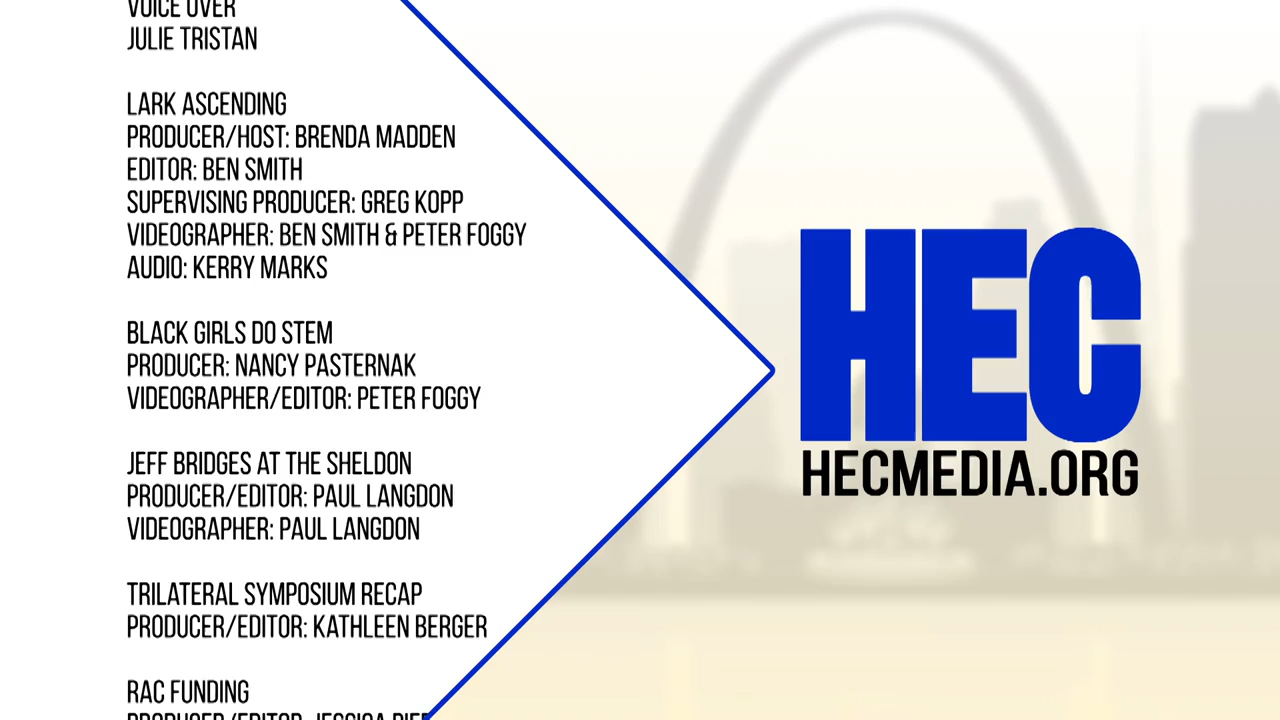 VOICE OVER
JULIE TRISTAN
LARK ASCENDING
PRODUCER/HOST: BRENDA MADDEN
EDITOR: BEN SMITH
SUPERVISING PRODUCER: GREG KOPP
VIDEOGRAPHER: BEN SMITH & PETER FOGGY
AUDIO: KERRY MARKS
BLACK GIRLS DO STEM
PRODUCER: NANCY PASTERNAK
VIDEOGRAPHER/EDITOR: PETER FOGGY
JEFF BRIDGES AT THE SHELDON
PRODUCER/EDITOR: PAUL LANGDON
VIDEOGRAPHER: PAUL LANGDON
TRILATERAL SYMPOSIUM RECAP
PRODUCER/EDITOR: KATHLEEN BERGER
RAC FUNDING
PRODUCER/EDITOR: JESSICA
HEC
HECMEDIA.ORG